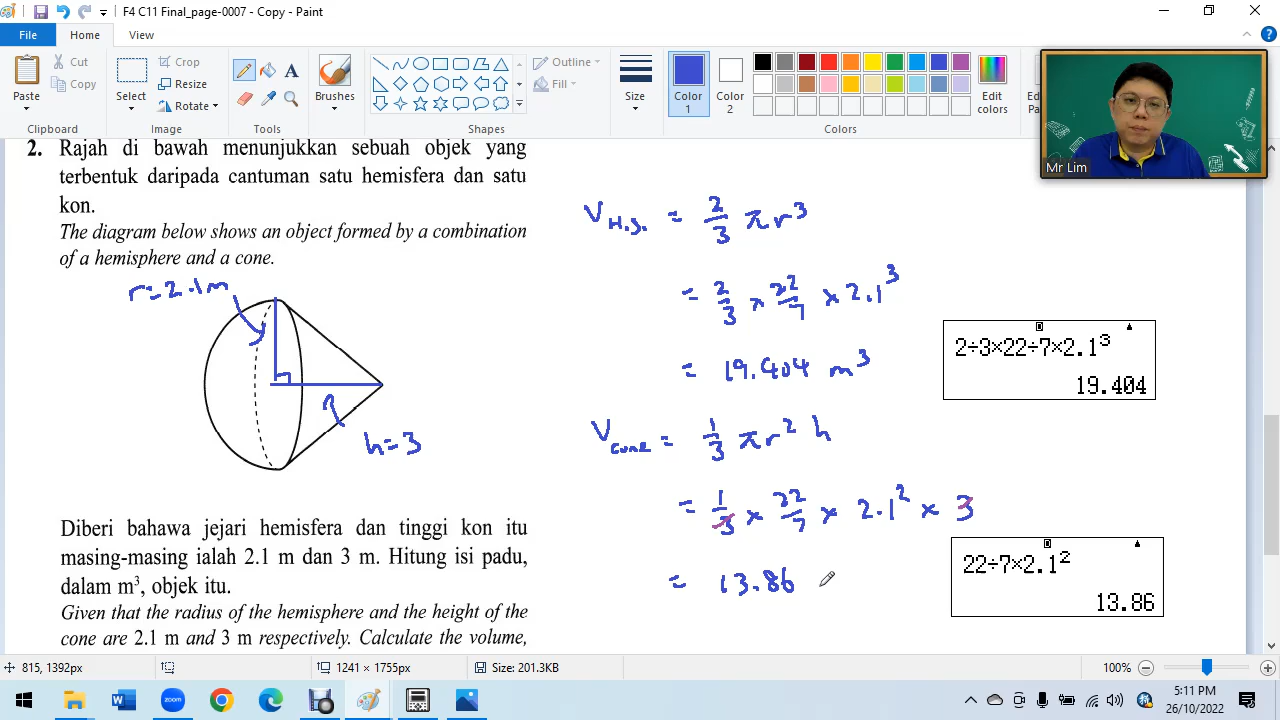 F4 C11 Final_page-0007 - Copy - Paint
File Home View
Paste Cut Copy
Select Crop Resize Rotate
Brushes
Outline Fill
Size
Color 1
Color 2
Edit colors
Clipboard Image Tools Shapes Colors
Mr Lim
2. Rajah di bawah menunjukkan sebuah objek yang
terbentuk daripada cantuman satu hemisfera dan satu
kon.
The diagram below shows an object formed by a combination
of a hemisphere and a cone.
r=2.1m
h=3
Diberi bahawa jejari hemisfera dan tinggi kon itu
masing-masing ialah 2.1 m dan 3 m. Hitung isi padu,
dalam m³, objek itu.
Given that the radius of the hemisphere and the height of the
cone are 2.1 m and 3 m respectively. Calculate the volume,
V H.S. = 2/3 πr³
= 2/3 × 22/7 × 2.1³
= 19.404 m³
2÷3×22÷7×2.1³
19.404
V cone = 1/3 πr² h
= 1/3 × 22/7 × 2.1² × 3
= 13.86
22÷7×2.1²
13.86
815, 1392px 1241 × 1755px Size: 201.3KB 100%
zoom
5:11 PM
26/10/2022